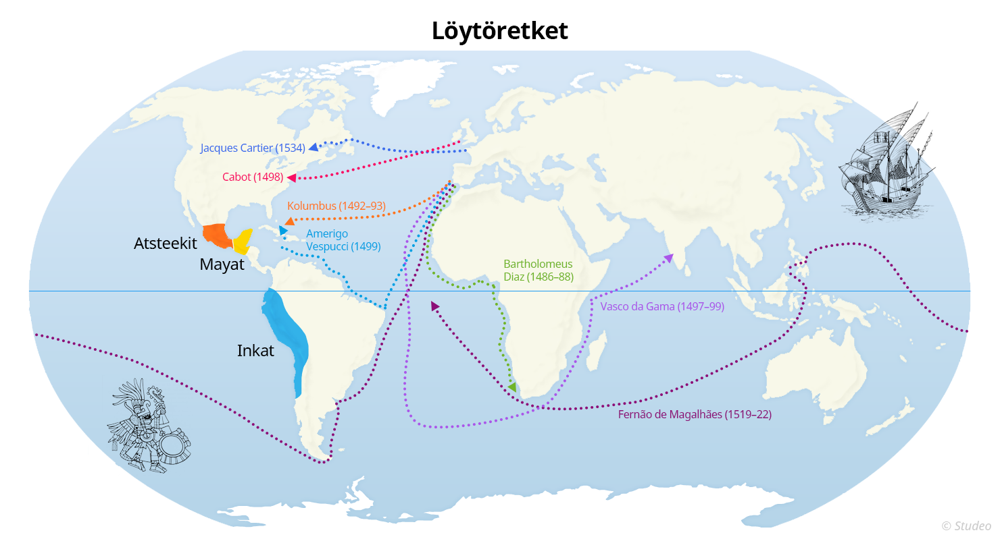 Löytöretket
Jacques Cartier (1534)
Cabot (1498)
Kolumbus (1492–93)
Amerigo
Vespucci (1499)
Atsteekit
Mayat
Bartholomeus
Diaz (1486–88)
Vasco da Gama (1497–99)
Inkat
Fernão de Magalhães (1519–22)
© Studeo